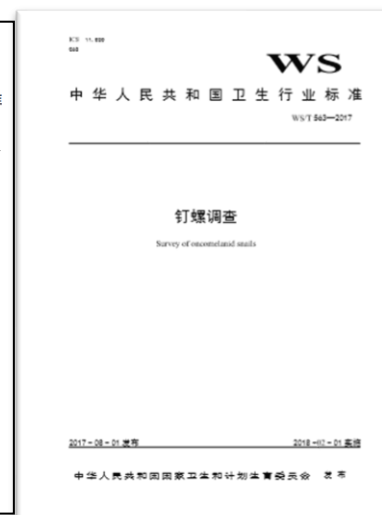 WS
中华人民共和国卫生行业标准
WS/T 563—2017
钉螺调查
Survey of oncomelanid snails
2017-08-01发布
2018-02-01实施
中华人民共和国国家卫生和计划生育委员会 发布